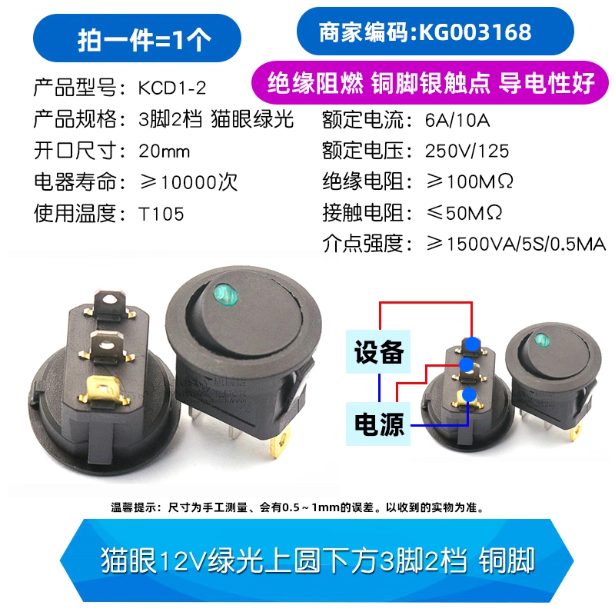 拍一件=1个
商家编码:KG003168
绝缘阻燃 铜脚银触点 导电性好
产品型号: KCD1-2
产品规格: 3脚2档 猫眼绿光
开口尺寸: 20mm
电器寿命: ≥10000次
使用温度: T105
额定电流: 6A/10A
额定电压: 250V/125
绝缘电阻: ≥100MΩ
接触电阻: ≤50MΩ
介点强度: ≥1500VA/5S/0.5MA
设备
电源
温馨提示: 尺寸为手工测量、会有0.5~1mm的误差。以收到的实物为准。
猫眼12V绿光上圆下方3脚2档 铜脚